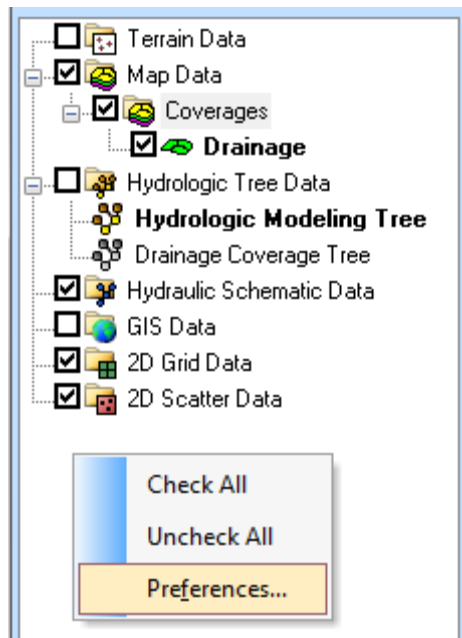 Terrain Data
Map Data
Coverages
Drainage
Hydrologic Tree Data
Hydrologic Modeling Tree
Drainage Coverage Tree
Hydraulic Schematic Data
GIS Data
2D Grid Data
2D Scatter Data
Check All
Uncheck All
Preferences...